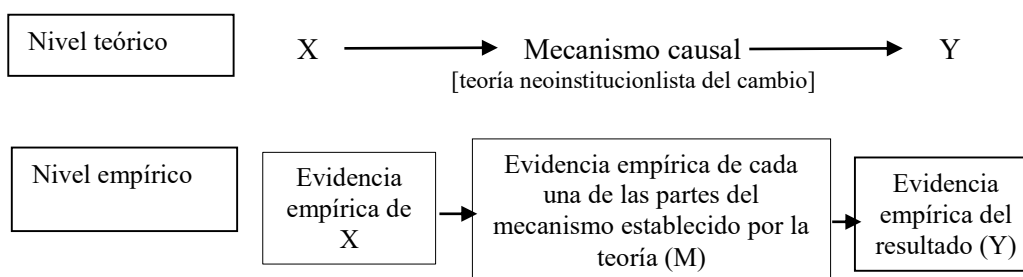 Nivel teórico
X Mecanismo causal Y
[teoría neoinstitucionlista del cambio]
Nivel empírico
Evidencia
empírica de
X
Evidencia empírica de cada
una de las partes del
mecanismo establecido por la
teoría (M)
Evidencia
empírica del
resultado (Y)